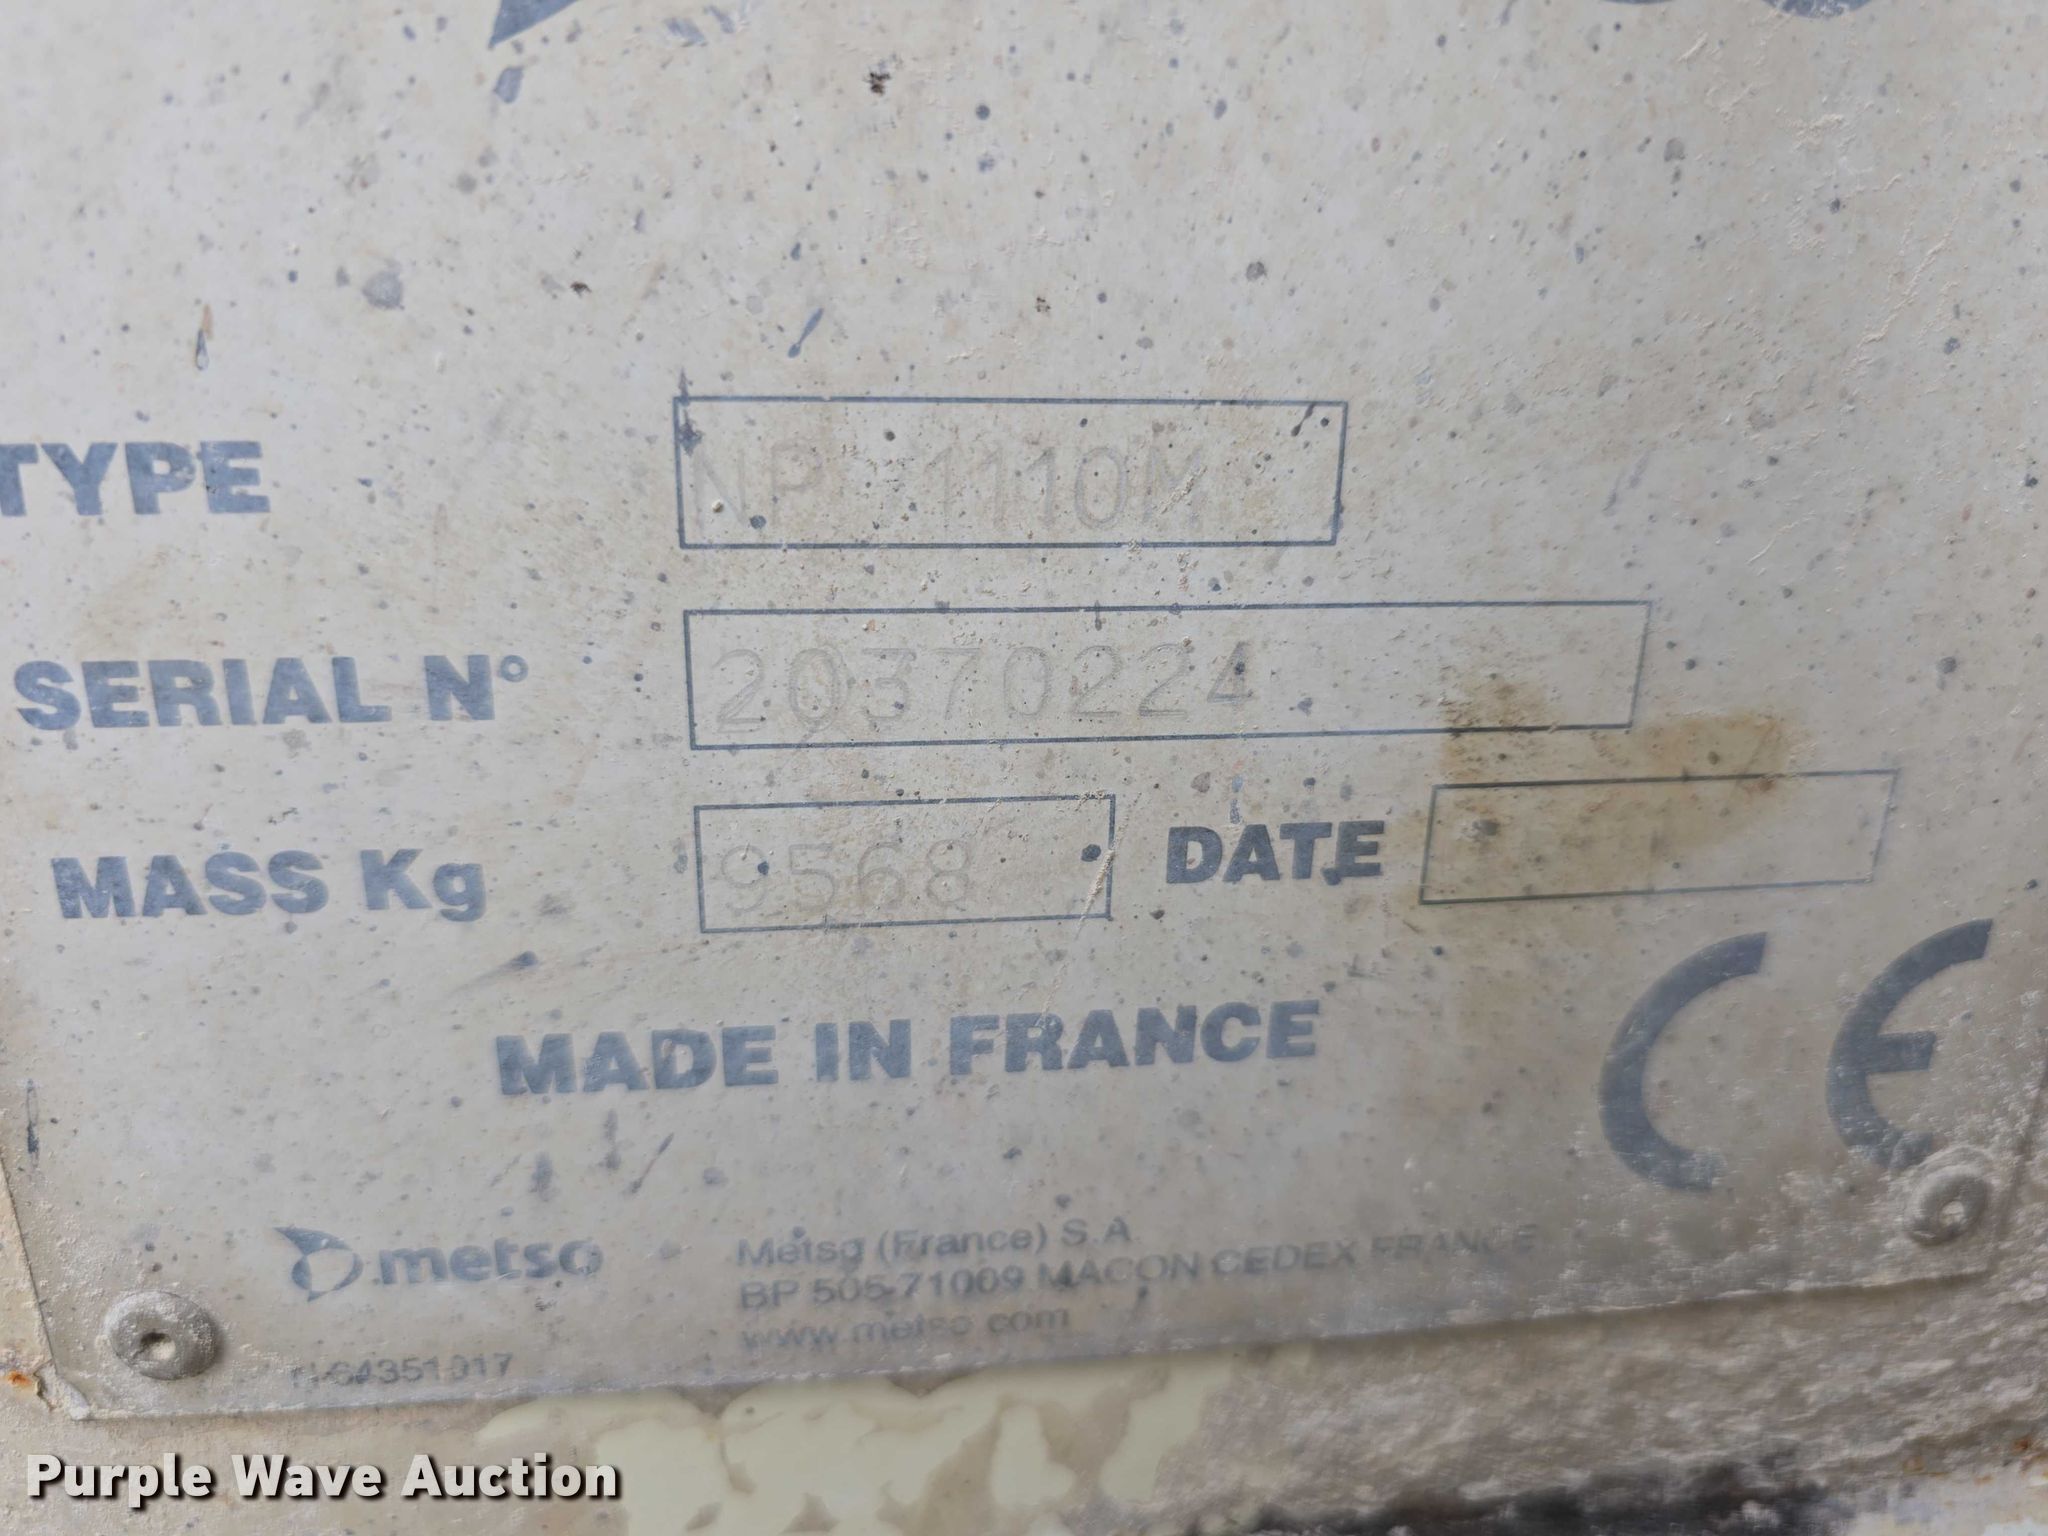 TYPE NP 1110M
SERIAL N° 20370224
MASS Kg 9568 DATE
MADE IN FRANCE
CE
metso
Metso (France) S.A
BP 505-71009 MACON CEDEX FRANCE
www.metso.com
Purple Wave Auction